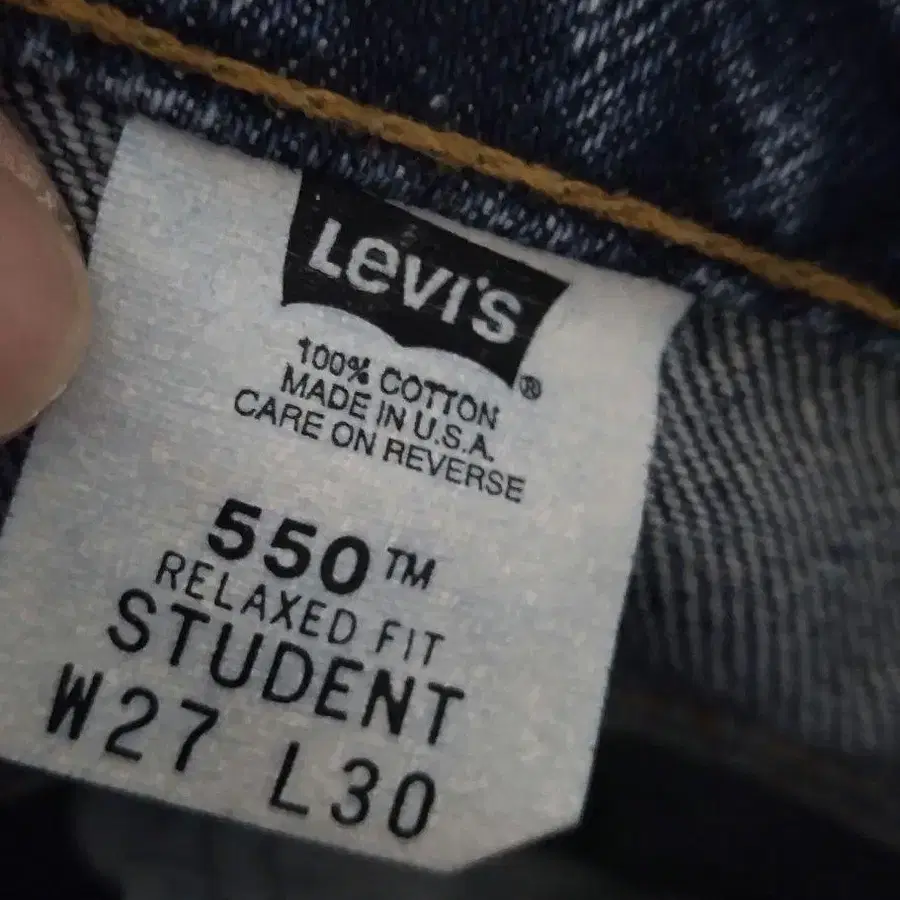 Levi's®
100% COTTON
MADE IN U.S.A.
CARE ON REVERSE
550™
RELAXED FIT
STUDENT
W27 L30